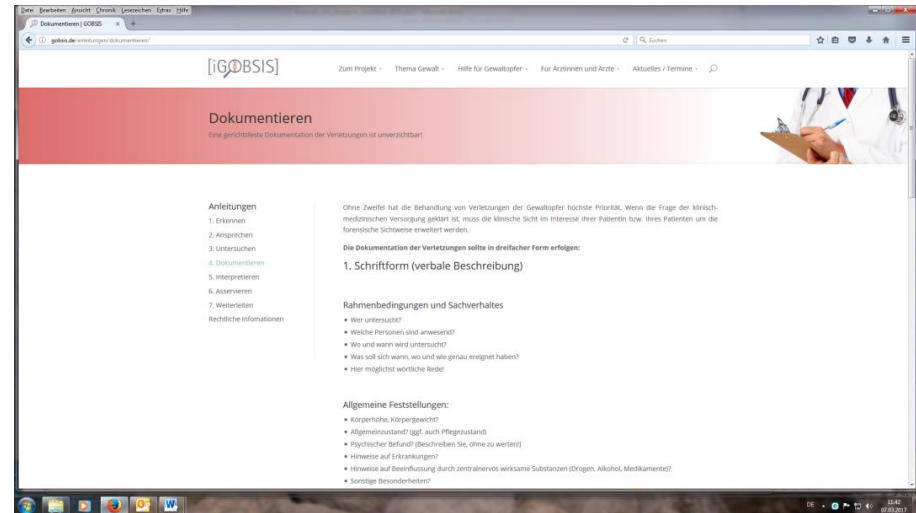 Datei Bearbeiten Ansicht Chronik Lesezeichen Extras Hilfe
Dokumentieren | GOBSIS
gobsis.de/anleitungen/dokumentieren/
Suchen
[iGOBSIS]
Zum Projekt
Thema Gewalt
Hilfe für Gewaltopfer
Für Ärztinnen und Ärzte
Aktuelles / Termine
Dokumentieren
Eine gerichtsfeste Dokumentation der Verletzungen ist unverzichtbar!
Anleitungen
1. Erkennen
2. Ansprechen
3. Untersuchen
4. Dokumentieren
5. Interpretieren
6. Asservieren
7. Weiterleiten
Rechtliche Infomationen
Ohne Zweifel hat die Behandlung von Verletzungen der Gewaltopfer höchste Priorität. Wenn die Frage der klinisch-
medizinischen Versorgung geklärt ist, muss die klinische Sicht im Interesse Ihrer Patientin bzw. Ihres Patienten um die
forensische Sichtweise erweitert werden.
Die Dokumentation der Verletzungen sollte in dreifacher Form erfolgen:
1. Schriftform (verbale Beschreibung)
Rahmenbedingungen und Sachverhaltes
• Wer untersucht?
• Welche Personen sind anwesend?
• Wo und wann wird untersucht?
• Was soll sich wann, wo und wie genau ereignet haben?
• Hier möglichst wörtliche Rede!
Allgemeine Feststellungen:
• Körperhöhe, Körpergewicht?
• Allgemeinzustand? (ggf. auch Pflegezustand)
• Psychischer Befund? (Beschreiben Sie, ohne zu werten!)
• Hinweise auf Erkrankungen?
• Hinweise auf Beeinflussung durch zentralnervös wirksame Substanzen (Drogen, Alkohol, Medikamente)?
• Sonstige Besonderheiten?
DE
11:42
07.03.2017